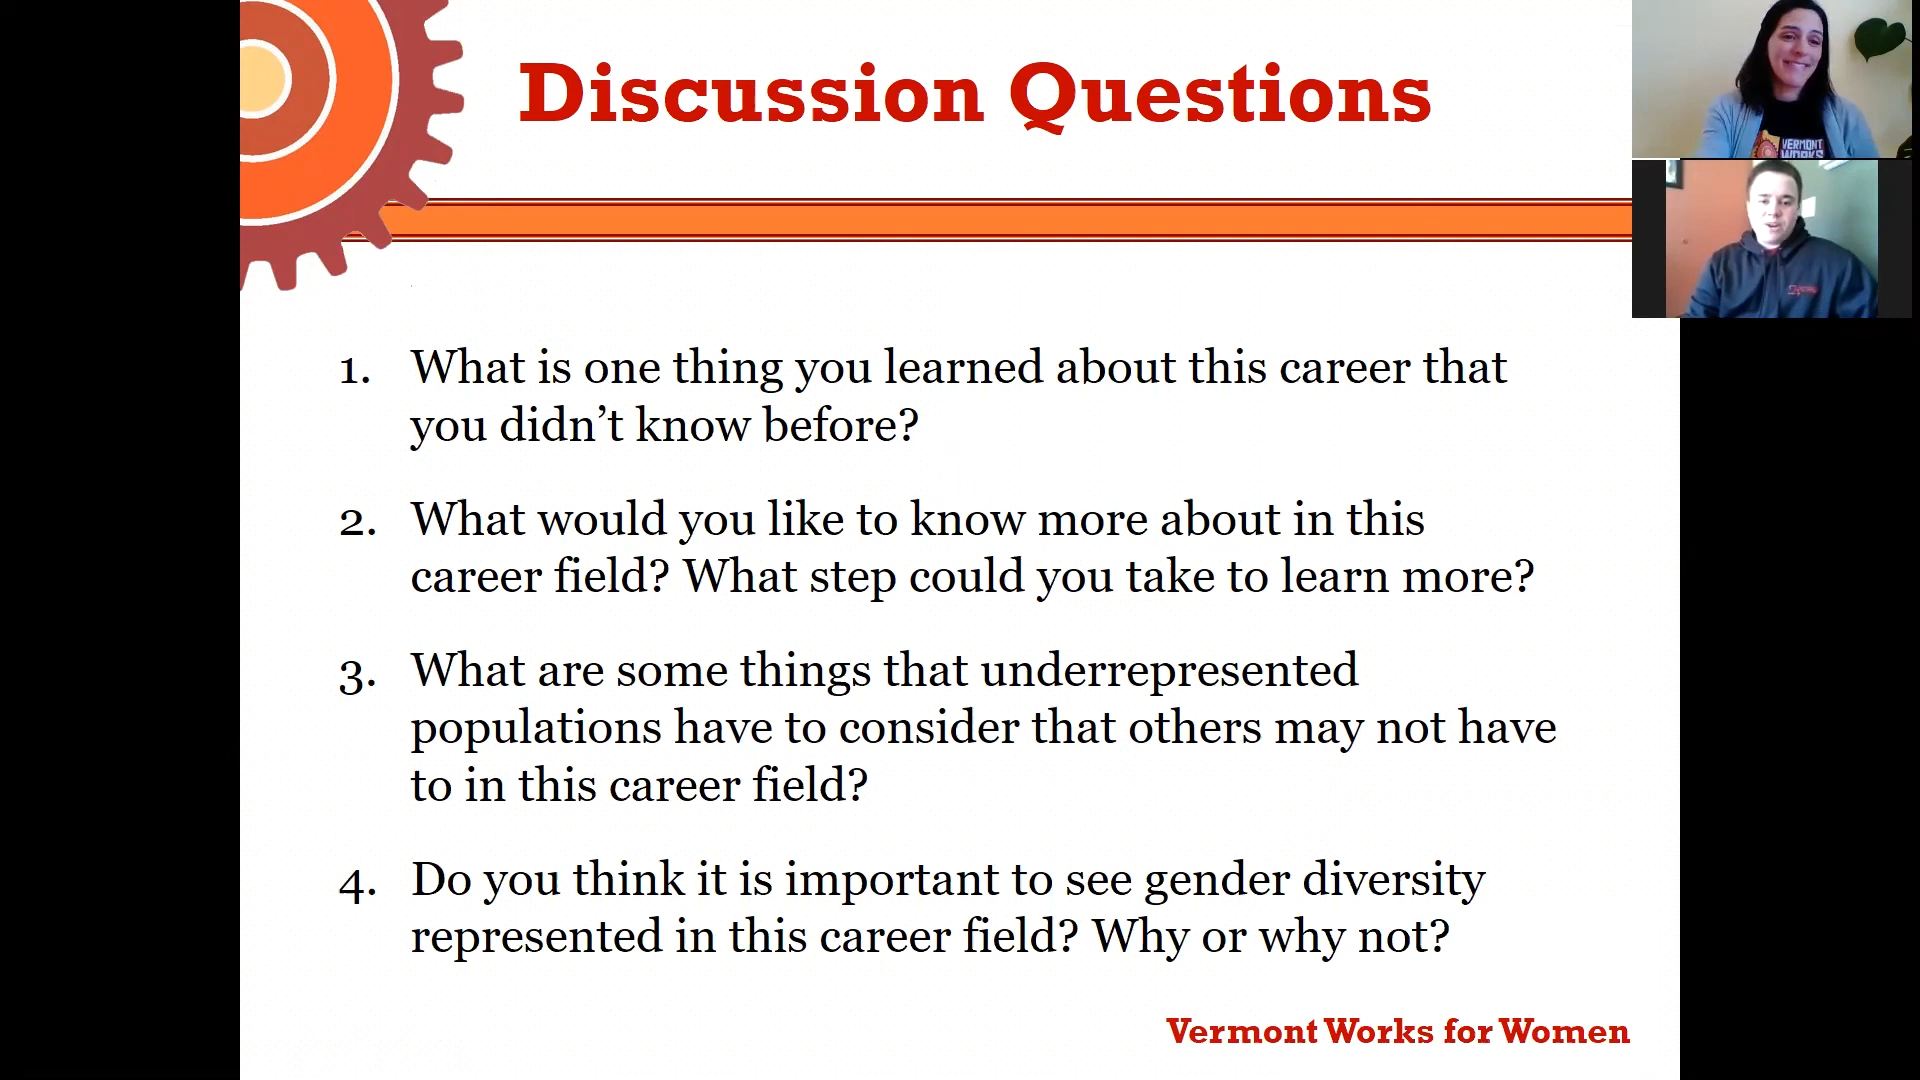 Discussion Questions
1. What is one thing you learned about this career that
you didn’t know before?
2. What would you like to know more about in this
career field? What step could you take to learn more?
3. What are some things that underrepresented
populations have to consider that others may not have
to in this career field?
4. Do you think it is important to see gender diversity
represented in this career field? Why or why not?
Vermont Works for Women
VERMONT
WORKS